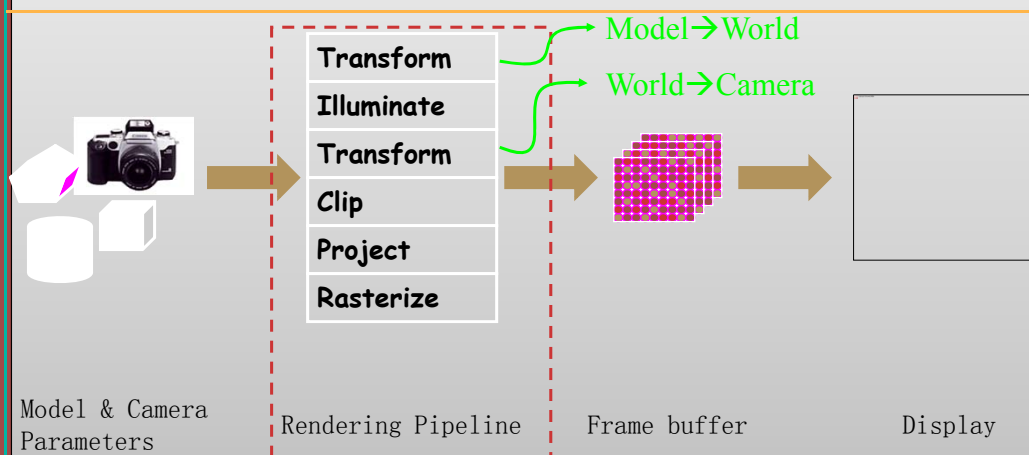 Model→World
Transform
World→Camera
Illuminate
Transform
Clip
Project
Rasterize
Model & Camera
Parameters
Rendering Pipeline
Frame buffer
Display